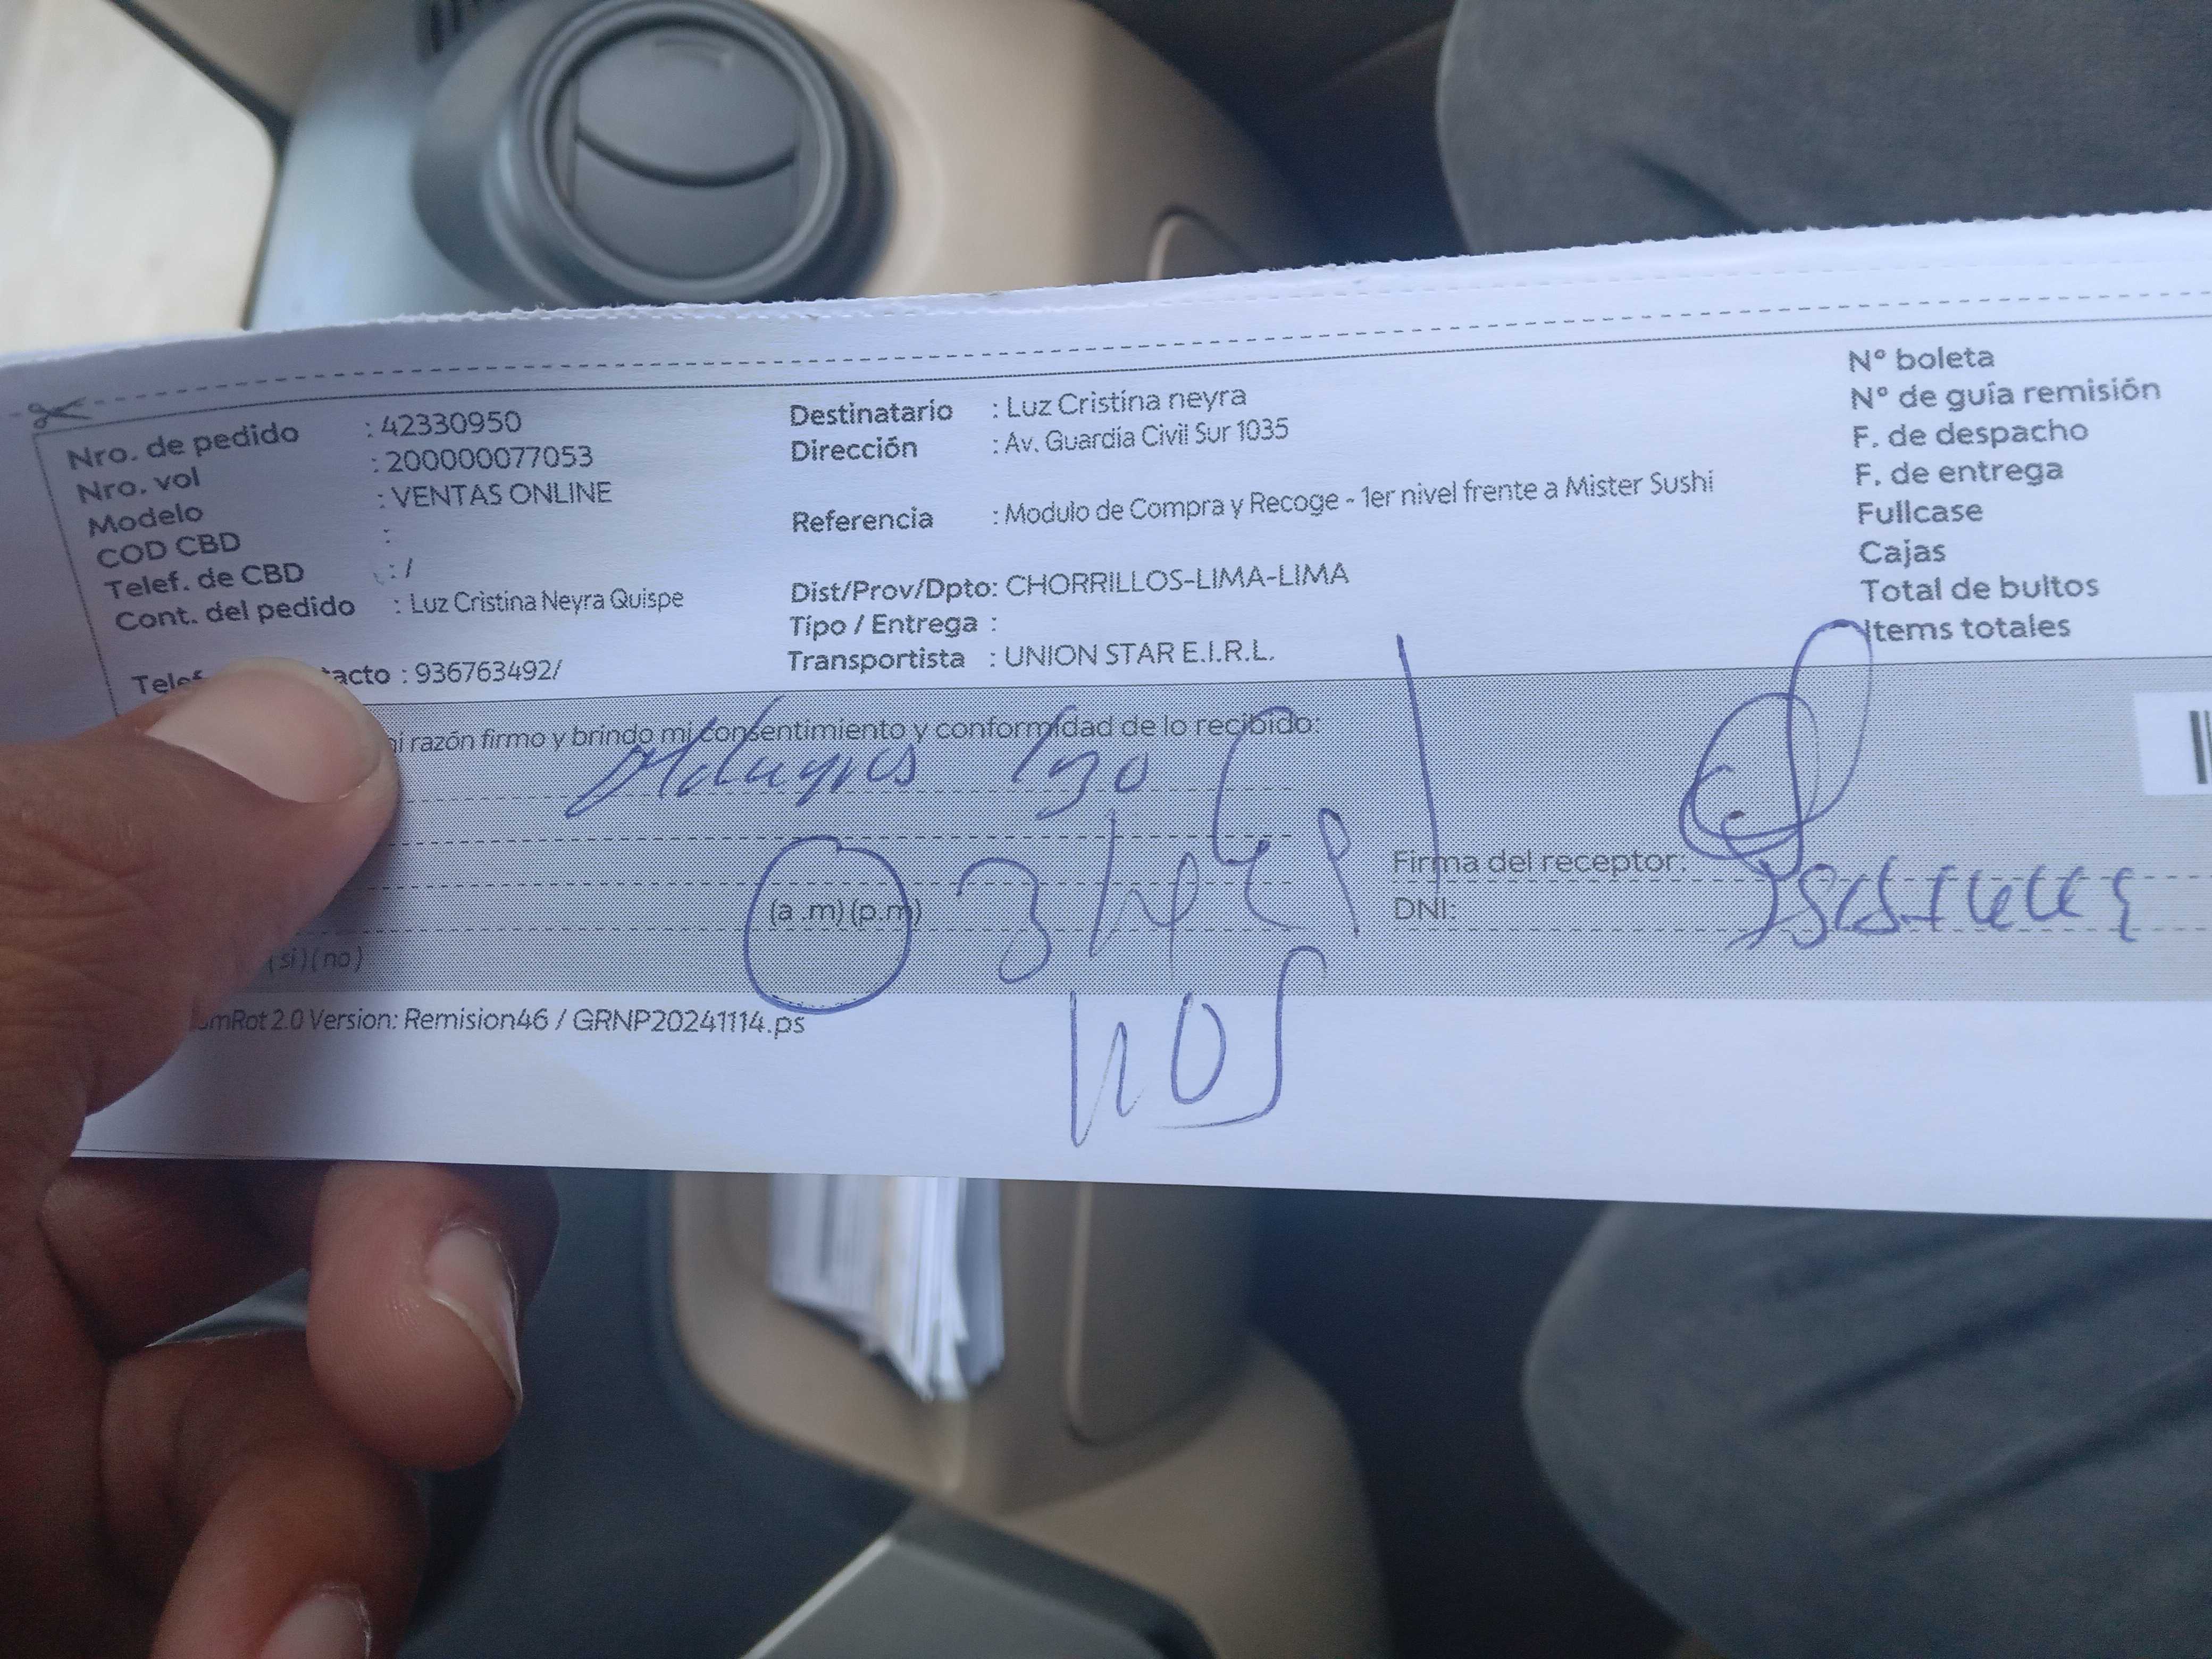 Nro. de pedido : 42330950
Nro. vol : 200000077053
Modelo : VENTAS ONLINE
COD CBD :
Telef. de CBD : /
Cont. del pedido : Luz Cristina Neyra Quispe
Telef acto : 936763492/
Destinatario : Luz Cristina neyra
Dirección : Av. Guardia Civil Sur 1035
Referencia : Modulo de Compra y Recoge - 1er nivel frente a Mister Sushi
Dist/Prov/Dpto: CHORRILLOS-LIMA-LIMA
Tipo / Entrega :
Transportista : UNION STAR E.I.R.L.
N° boleta
N° de guía remisión
F. de despacho
F. de entrega
Fullcase
Cajas
Total de bultos
Items totales
razón firmo y brindo mi consentimiento y conformidad de lo recibido:
(a .m) (p.m)
Firma del receptor:
DNI:
(si)(no)
mRot 2.0 Version: Remision46 / GRNP20241114.ps